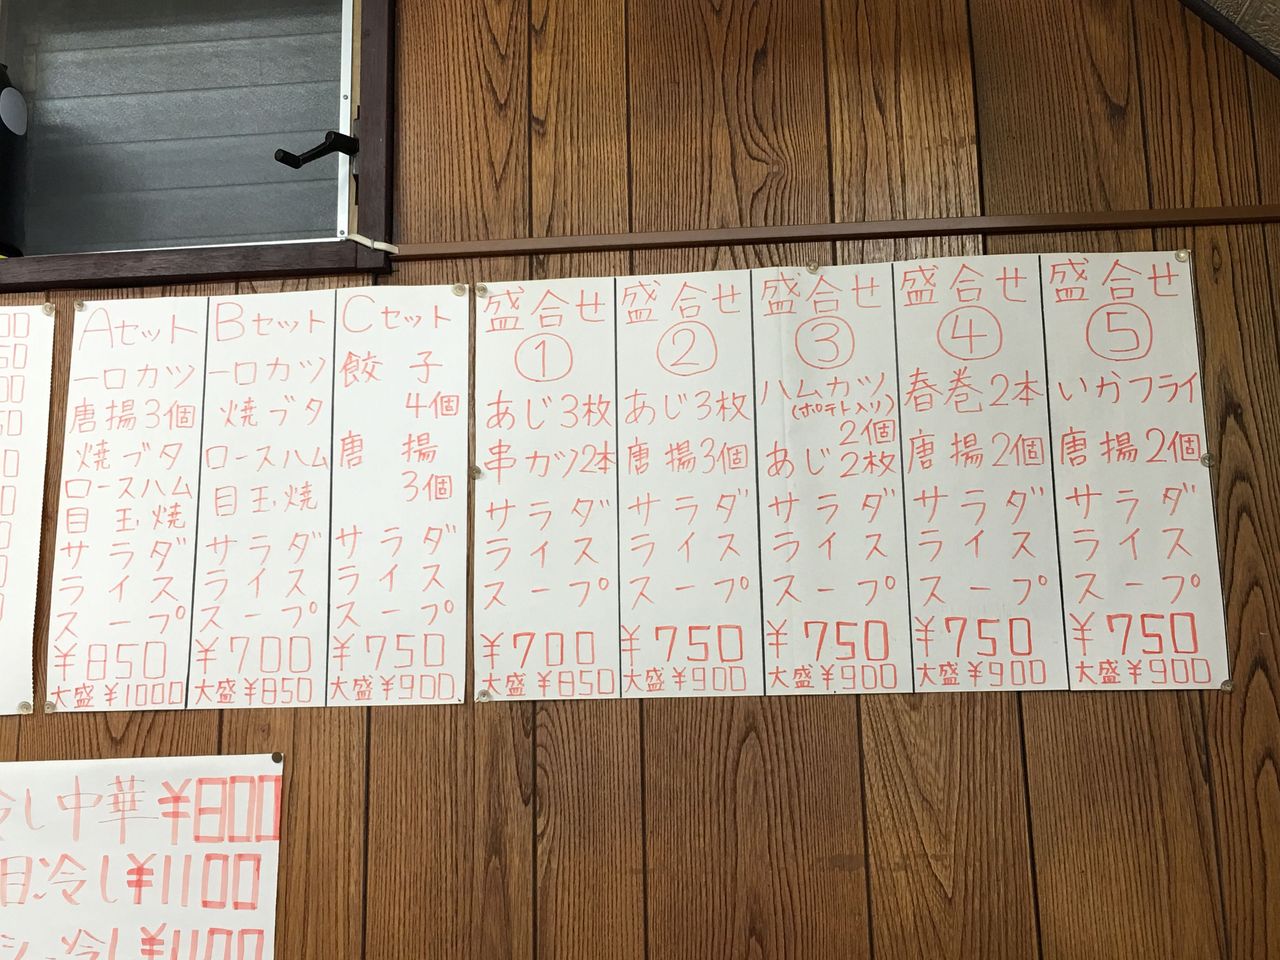 Aセット
一口カツ
唐揚3個
焼ブタ
ロースハム
目玉焼
サラダ
ライス
スープ
¥850
大盛¥1000
Bセット
一口カツ
焼ブタ
ロースハム
目玉焼
サラダ
ライス
スープ
¥700
大盛¥850
Cセット
餃子
4個
唐揚
3個
サラダ
ライス
スープ
¥750
大盛¥900
盛合せ
①
あじ3枚
串カツ2本
サラダ
ライス
スープ
¥700
大盛¥850
盛合せ
②
あじ3枚
唐揚3個
サラダ
ライス
スープ
¥750
大盛¥900
盛合せ
③
ハムカツ
(ポテト入り)
2個
あじ2枚
サラダ
ライス
スープ
¥750
大盛¥900
盛合せ
④
春巻2本
唐揚2個
サラダ
ライス
スープ
¥750
大盛¥900
盛合せ
⑤
いかフライ
唐揚2個
サラダ
ライス
スープ
¥750
大盛¥900
冷し中華¥800
目冷し¥1100
冷し¥1100